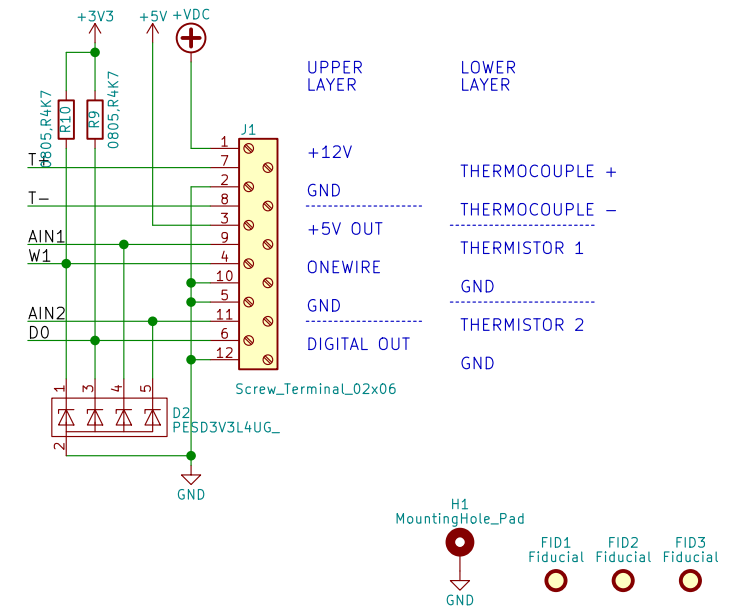 +3V3
+5V
+VDC
UPPER
LAYER
LOWER
LAYER
0805,R4K7
R10
R9
0805,R4K7
J1
1
+12V
T+
7
THERMOCOUPLE +
2
GND
T-
8
THERMOCOUPLE -
3
+5V OUT
AIN1
9
THERMISTOR 1
W1
4
ONEWIRE
10
GND
5
GND
AIN2
11
THERMISTOR 2
D0
6
DIGITAL OUT
12
GND
Screw_Terminal_02x06
1
3
4
5
D2
PESD3V3L4UG_
2
GND
H1
MountingHole_Pad
GND
FID1
Fiducial
FID2
Fiducial
FID3
Fiducial